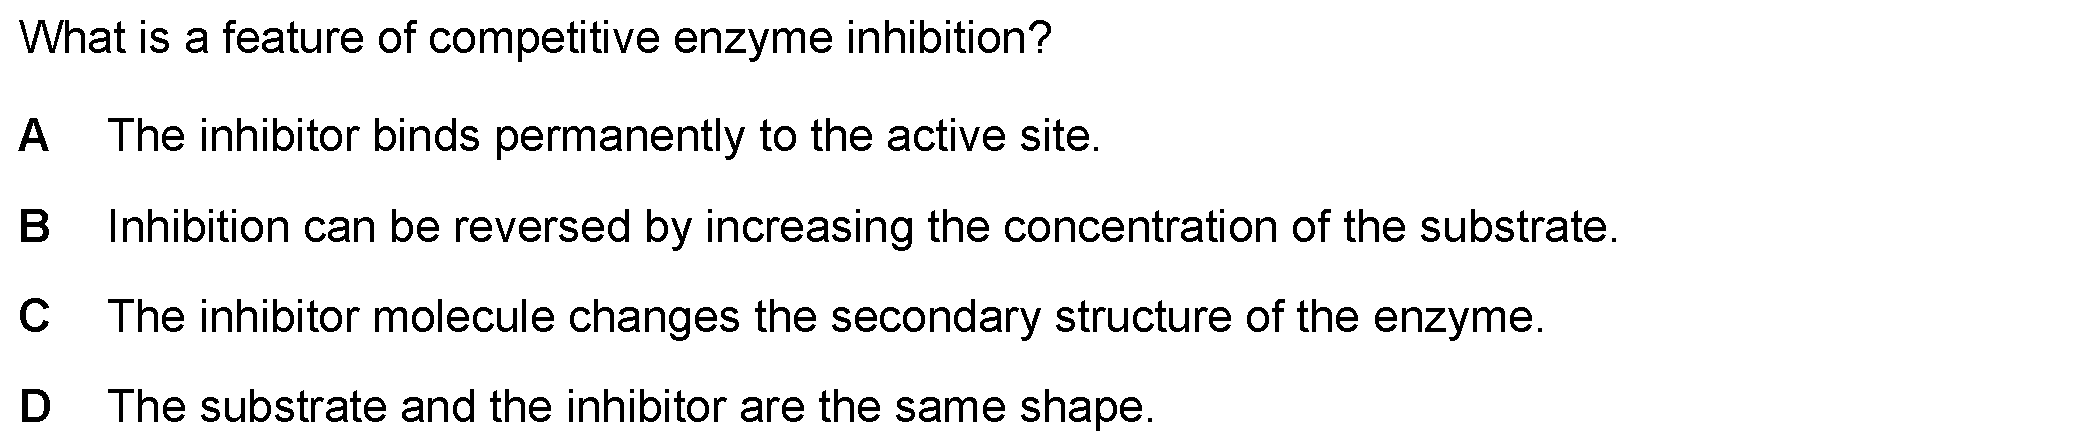 What is a feature of competitive enzyme inhibition?
A The inhibitor binds permanently to the active site.
B Inhibition can be reversed by increasing the concentration of the substrate.
C The inhibitor molecule changes the secondary structure of the enzyme.
D The substrate and the inhibitor are the same shape.